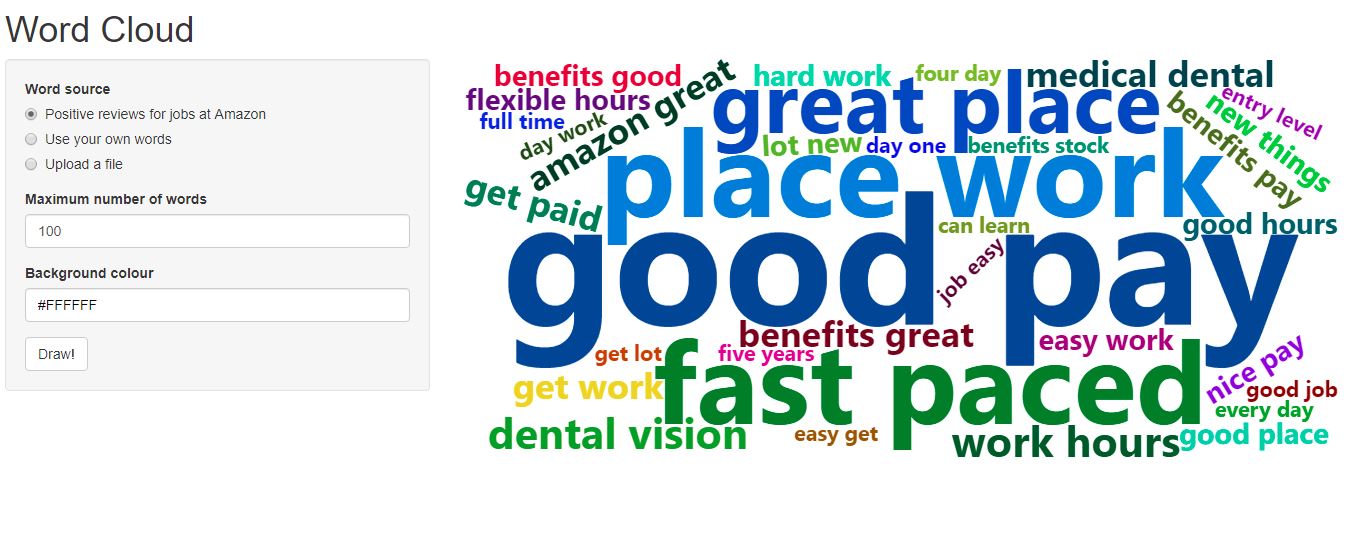 Word Cloud
Word source
Positive reviews for jobs at Amazon
Use your own words
Upload a file
Maximum number of words
100
Background colour
#FFFFFF
Draw!
benefits good
hard work
four day
medical dental
flexible hours
amazon great
great place
entry level
full time
day work
lot new
day one
benefits stock
benefits pay
new things
get paid
place work
can learn
good hours
good pay
job easy
benefits great
easy work
get lot
five years
nice pay
get work
fast paced
good job
every day
dental vision
easy get
work hours
good place